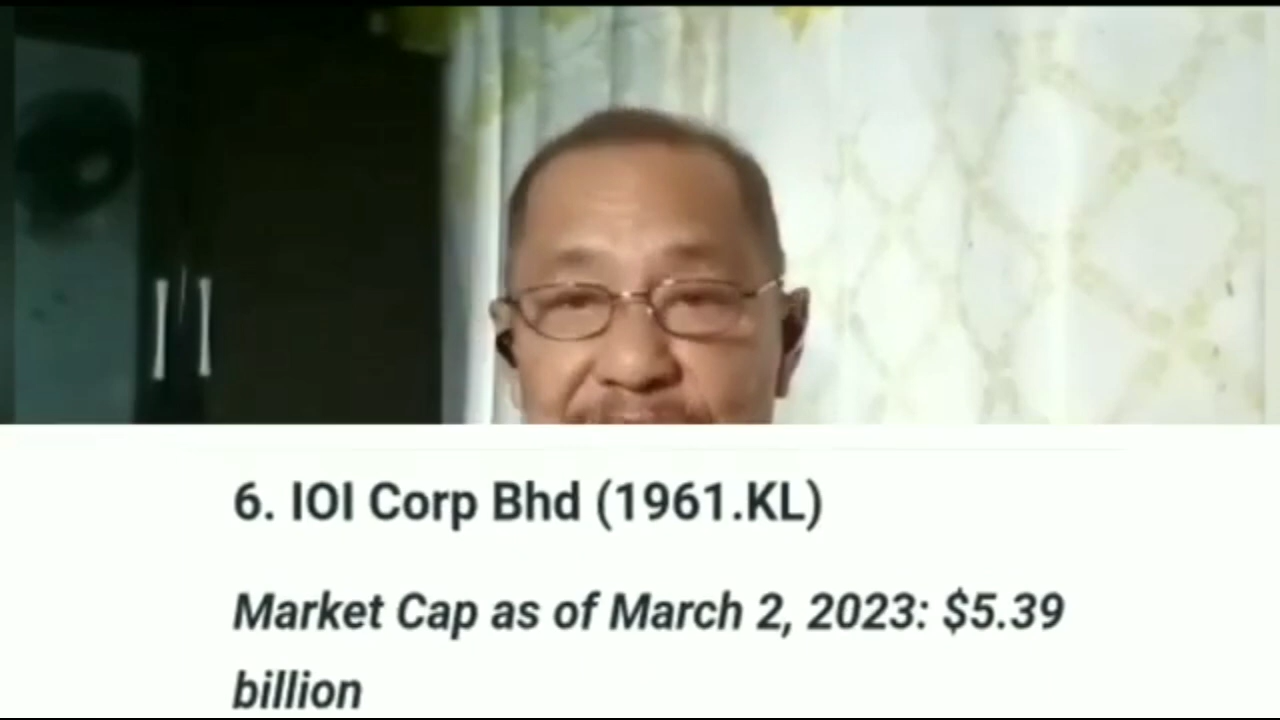 6. IOI Corp Bhd (1961.KL)
Market Cap as of March 2, 2023: $5.39
billion